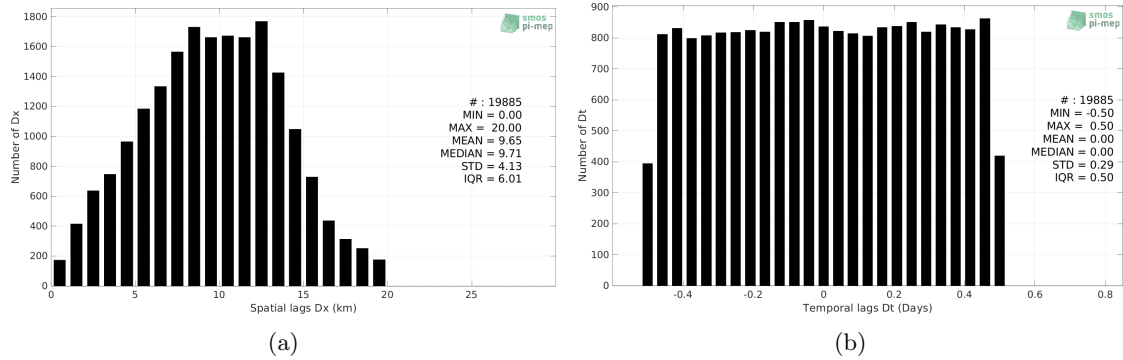 smos
pi-mep
1800
1600
1400
1200
1000
800
600
400
200
0
Number of Dx
# : 19885
MIN = 0.00
MAX = 20.00
MEAN = 9.65
MEDIAN = 9.71
STD = 4.13
IQR = 6.01
0 5 10 15 20 25
Spatial lags Dx (km)
(a)
smos
pi-mep
900
800
700
600
500
400
300
200
100
0
Number of Dt
# : 19885
MIN = -0.50
MAX = 0.50
MEAN = 0.00
MEDIAN = 0.00
STD = 0.29
IQR = 0.50
-0.4 -0.2 0 0.2 0.4 0.6 0.8
Temporal lags Dt (Days)
(b)